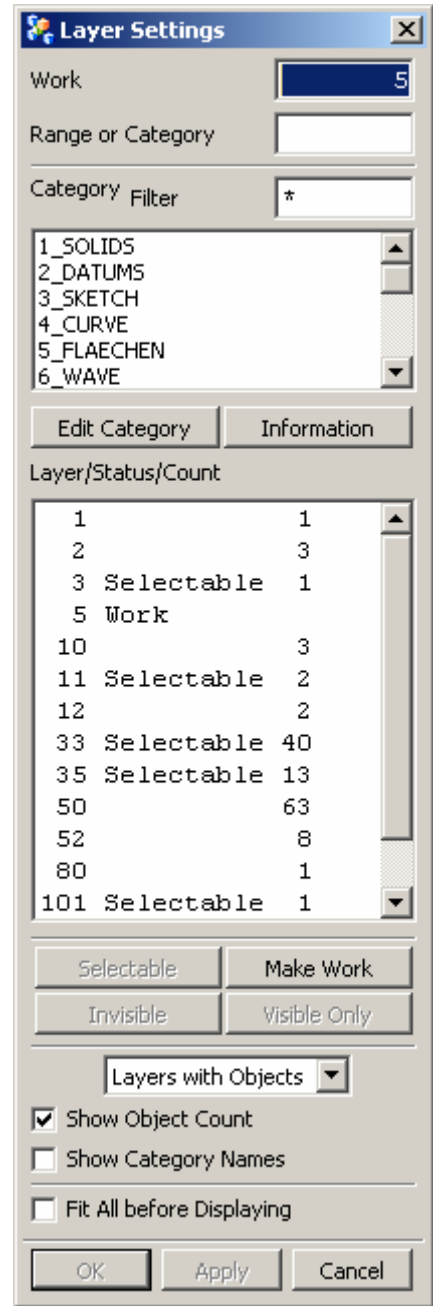 Layer Settings
Work 5
Range or Category
Category Filter *
1_SOLIDS
2_DATUMS
3_SKETCH
4_CURVE
5_FLAECHEN
6_WAVE
Edit Category Information
Layer/Status/Count
1 1
2 3
3 Selectable 1
5 Work
10 3
11 Selectable 2
12 2
33 Selectable 40
35 Selectable 13
50 63
52 8
80 1
101 Selectable 1
Selectable Make Work
Invisible Visible Only
Layers with Objects
Show Object Count
Show Category Names
Fit All before Displaying
OK Apply Cancel